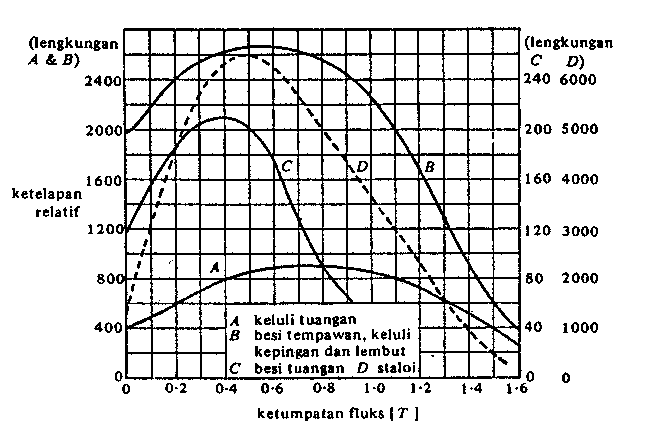 (lengkungan
A & B)
2400
2000
ketelapan
relatif
1600
1200
800
400
0
(lengkungan
C D)
240 6000
200 5000
160 4000
120 3000
80 2000
40 1000
0 0
A
B
C
D
A keluli tuangan
B besi tempawan, keluli
kepingan dan lembut
C besi tuangan D staloi
0 0·2 0·4 0·6 0·8 1·0 1·2 1·4 1·6
ketumpatan fluks [T]